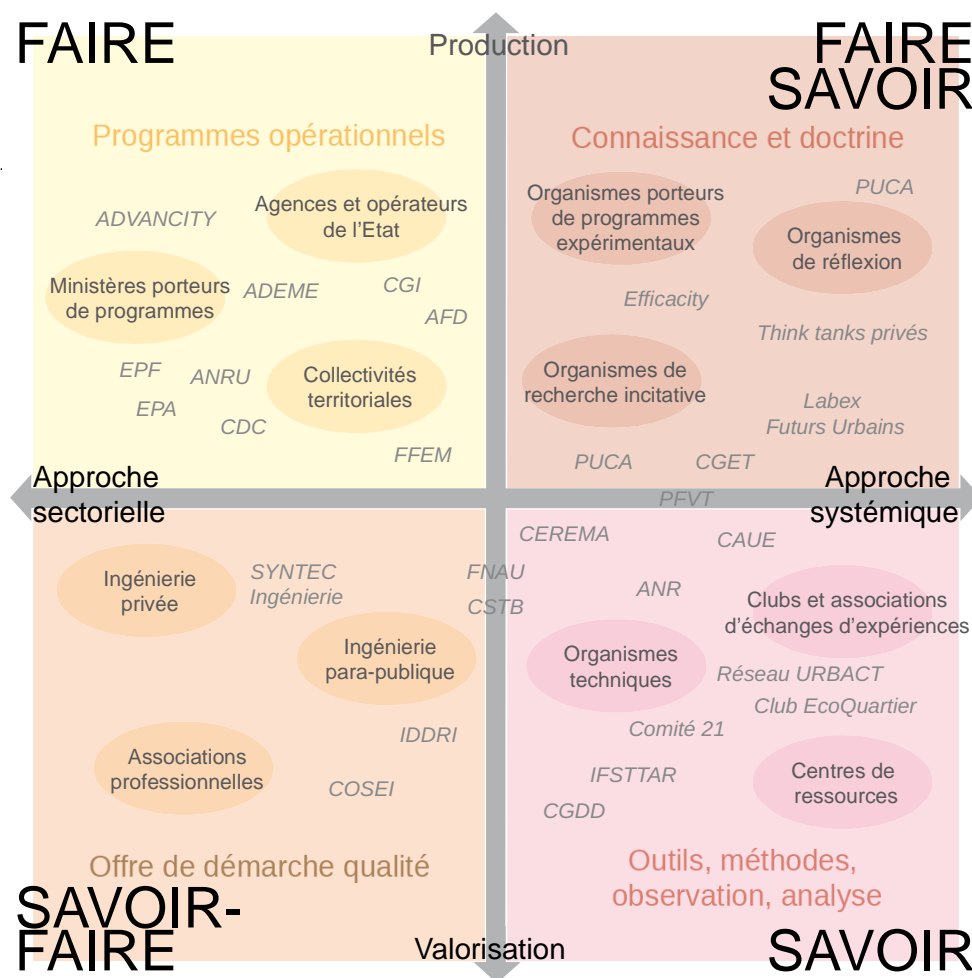 FAIRE
Production
FAIRE
SAVOIR
Programmes opérationnels
Connaissance et doctrine
ADVANCITY
Agences et opérateurs
de l'Etat
Ministères porteurs
de programmes
ADEME
CGI
AFD
EPF
ANRU
EPA
CDC
Collectivités
territoriales
FFEM
Organismes porteurs
de programmes
expérimentaux
PUCA
Organismes
de réflexion
Efficacity
Think tanks privés
Organismes de
recherche incitative
Labex
Futurs Urbains
PUCA
CGET
Approche
sectorielle
PFVT
Approche
systémique
Ingénierie
privée
SYNTEC
Ingénierie
FNAU
CSTB
Ingénierie
para-publique
IDDRI
Associations
professionnelles
COSEI
Offre de démarche qualité
SAVOIR-
FAIRE
CEREMA
CAUE
ANR
Clubs et associations
d'échanges d'expériences
Organismes
techniques
Réseau URBACT
Club EcoQuartier
Comité 21
IFSTTAR
CGDD
Centres de
ressources
Outils, méthodes,
observation, analyse
Valorisation
SAVOIR